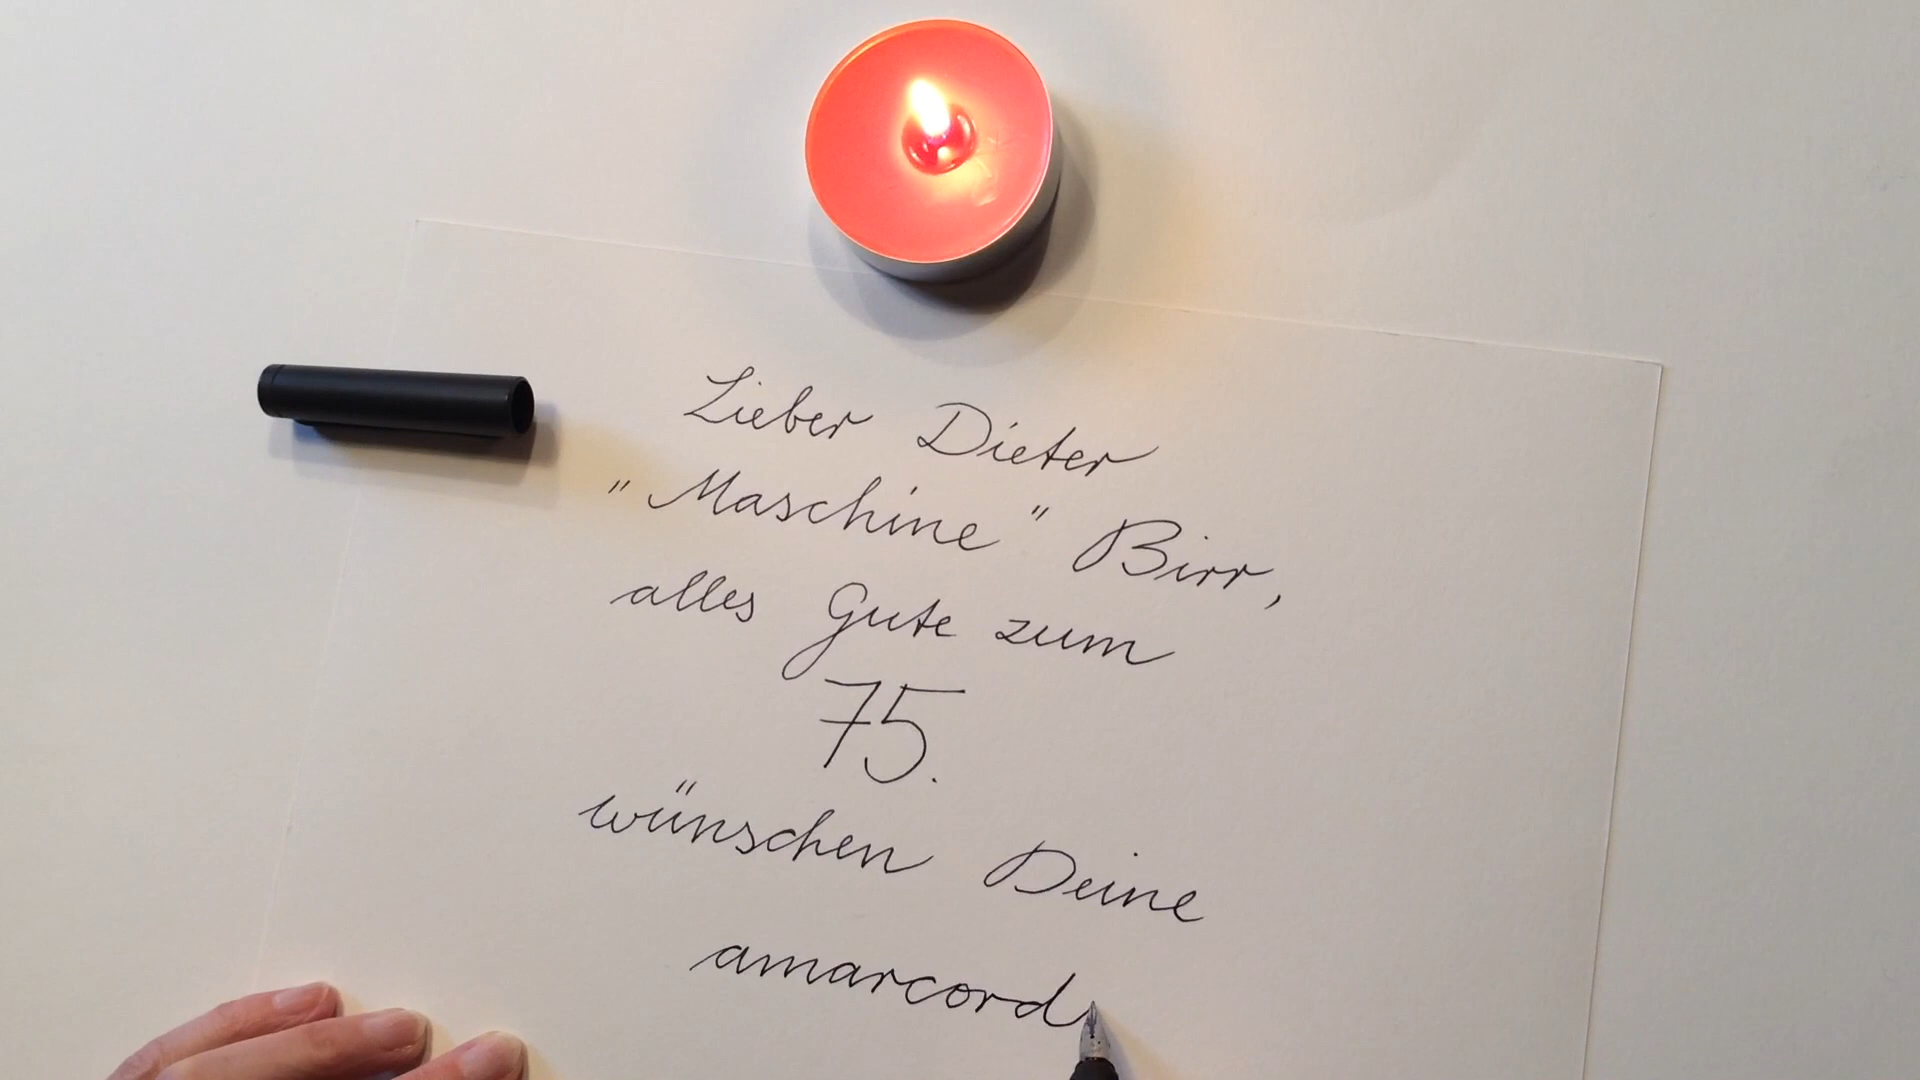 Lieber Dieter
"Maschine" Birr,
alles Gute zum
75.
wünschen Deine
amarcord